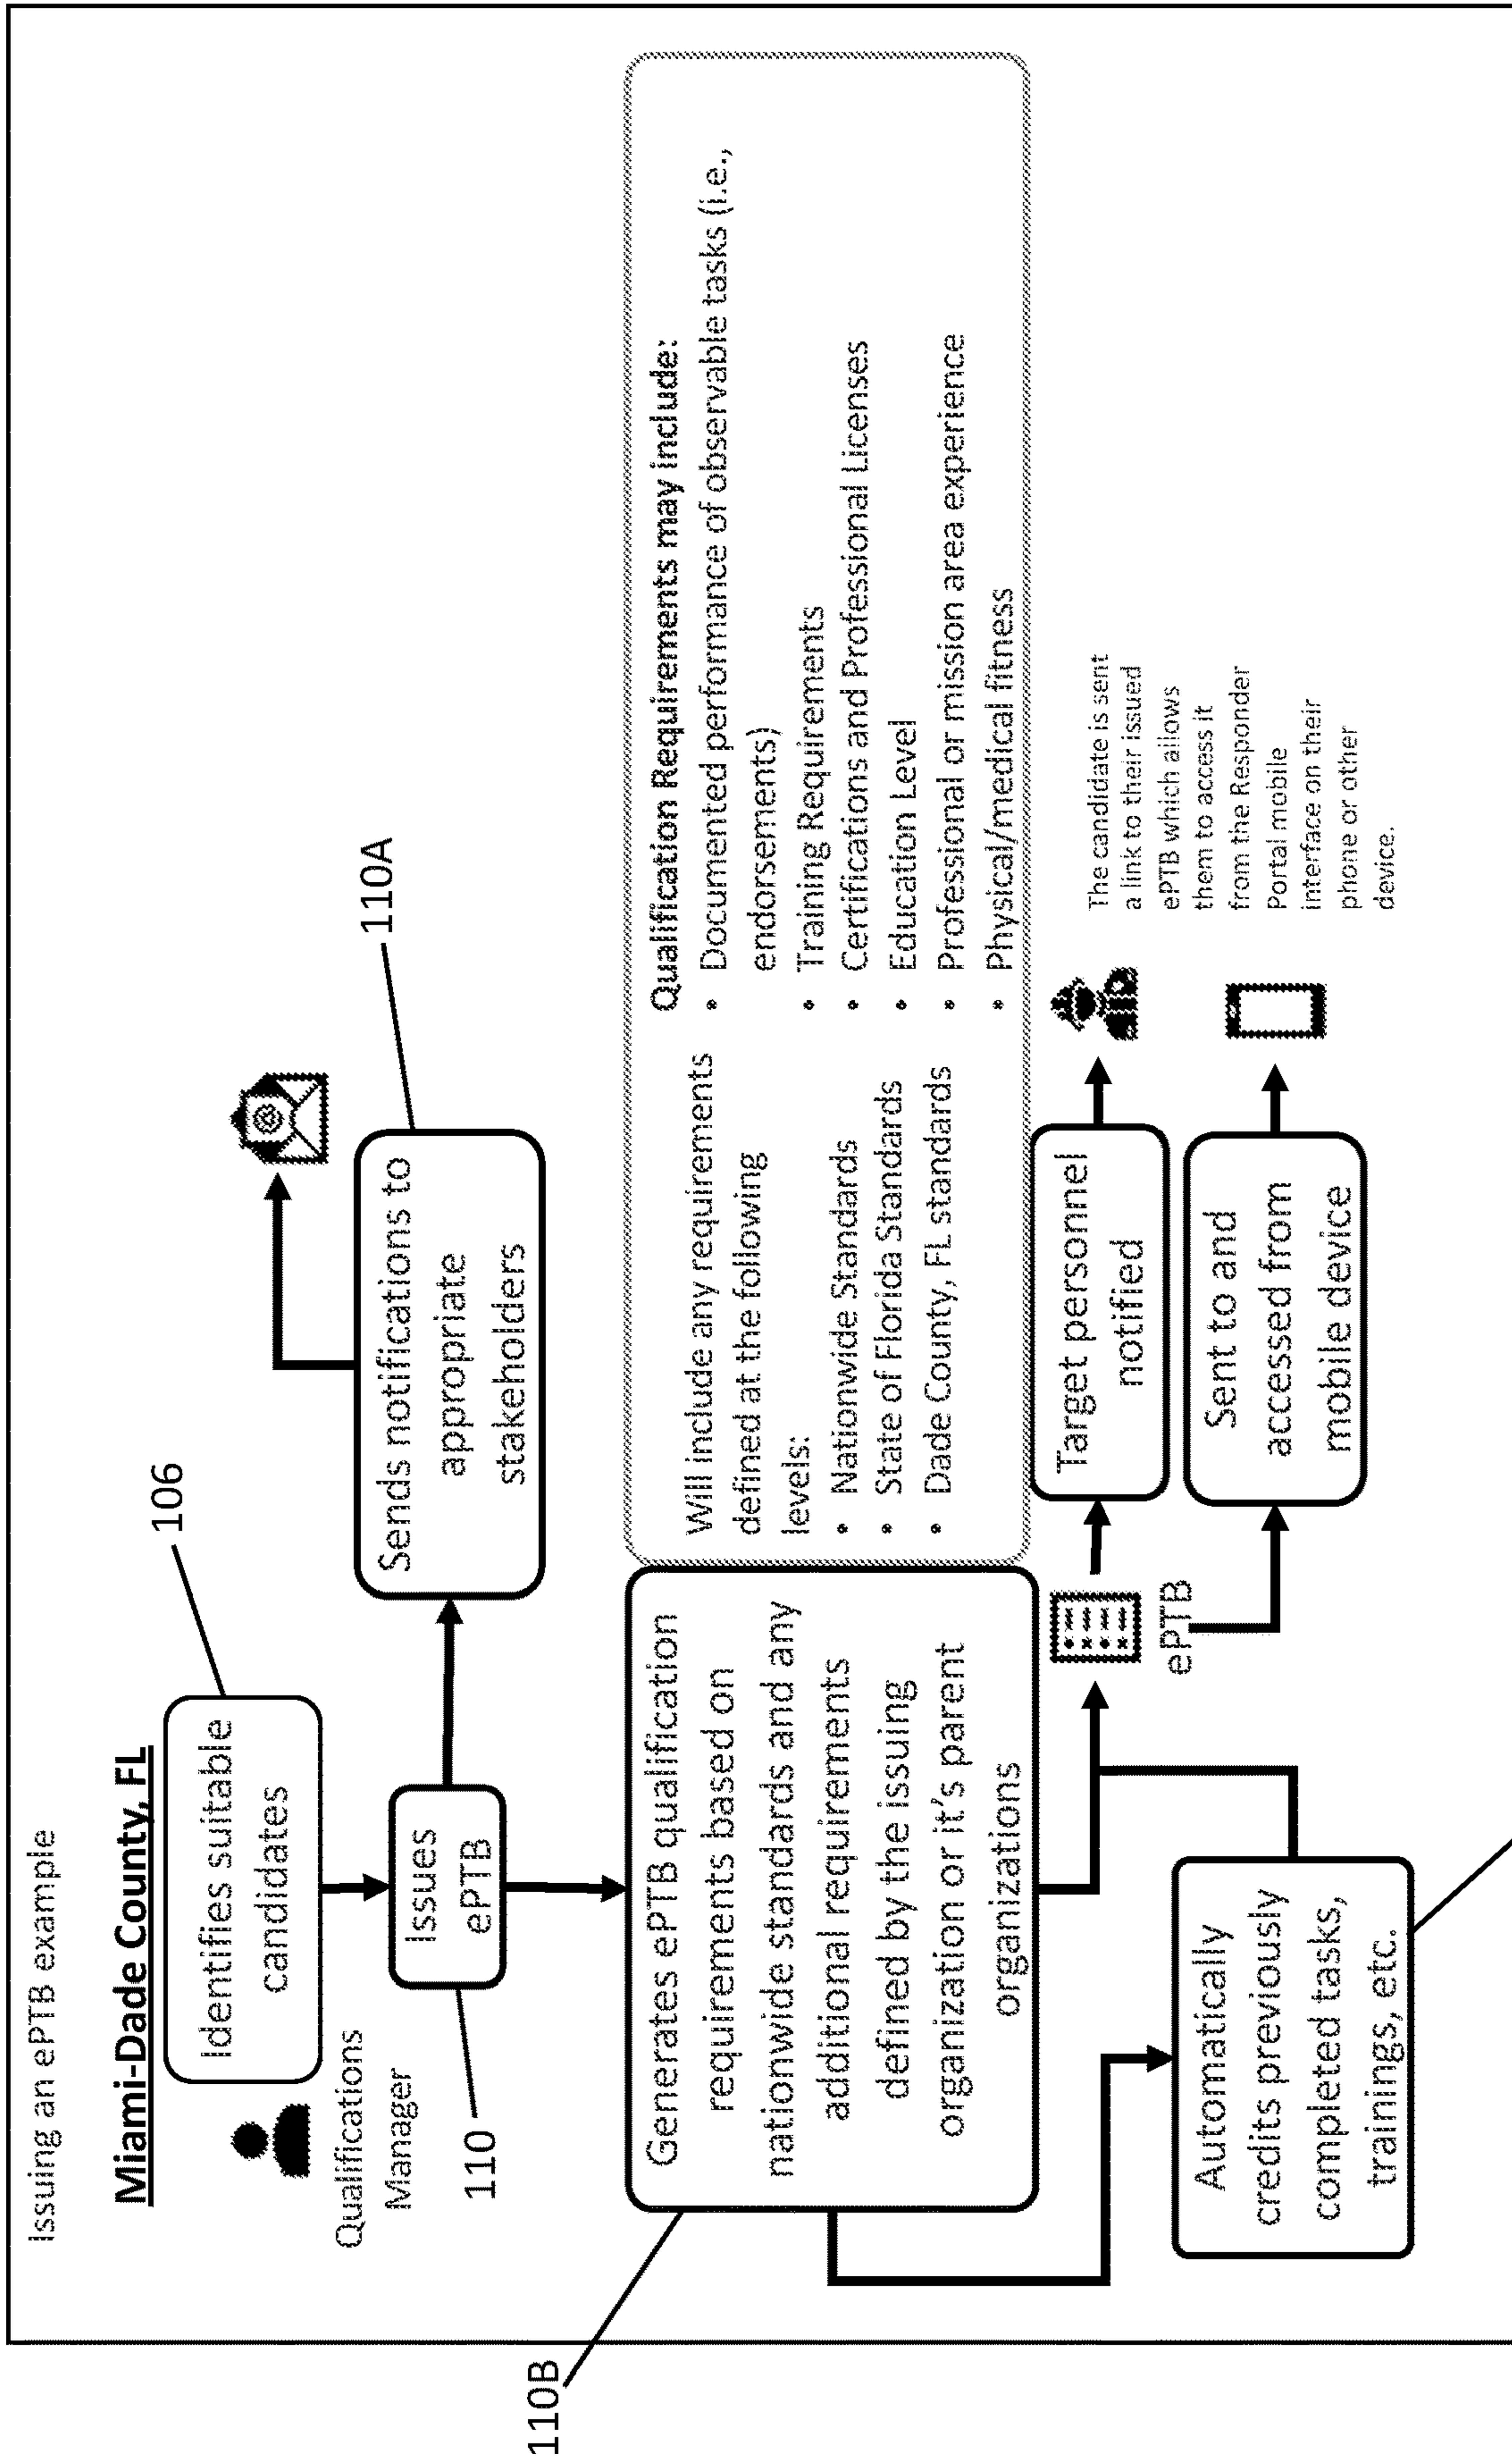 Issuing an ePTB example
Miami-Dade County, FL
106
Identifies suitable
candidates
Qualifications
Manager
110
Issues
ePTB
Sends notifications to
appropriate
stakeholders
110A
110B
Generates ePTB qualification
requirements based on
nationwide standards and any
additional requirements
defined by the issuing
organization or it's parent
organizations
Will include any requirements
defined at the following
levels:
• Nationwide Standards
• State of Florida Standards
• Dade County, FL standards
Qualification Requirements may include:
• Documented performance of observable tasks (i.e.,
endorsements)
• Training Requirements
• Certifications and Professional Licenses
• Education Level
• Professional or mission area experience
• Physical/medical fitness
Automatically
credits previously
completed tasks,
trainings, etc.
ePTB
Target personnel
notified
Sent to and
accessed from
mobile device
The candidate is sent
a link to their issued
ePTB which allows
them to access it
from the Responder
Portal mobile
interface on their
phone or other
device.